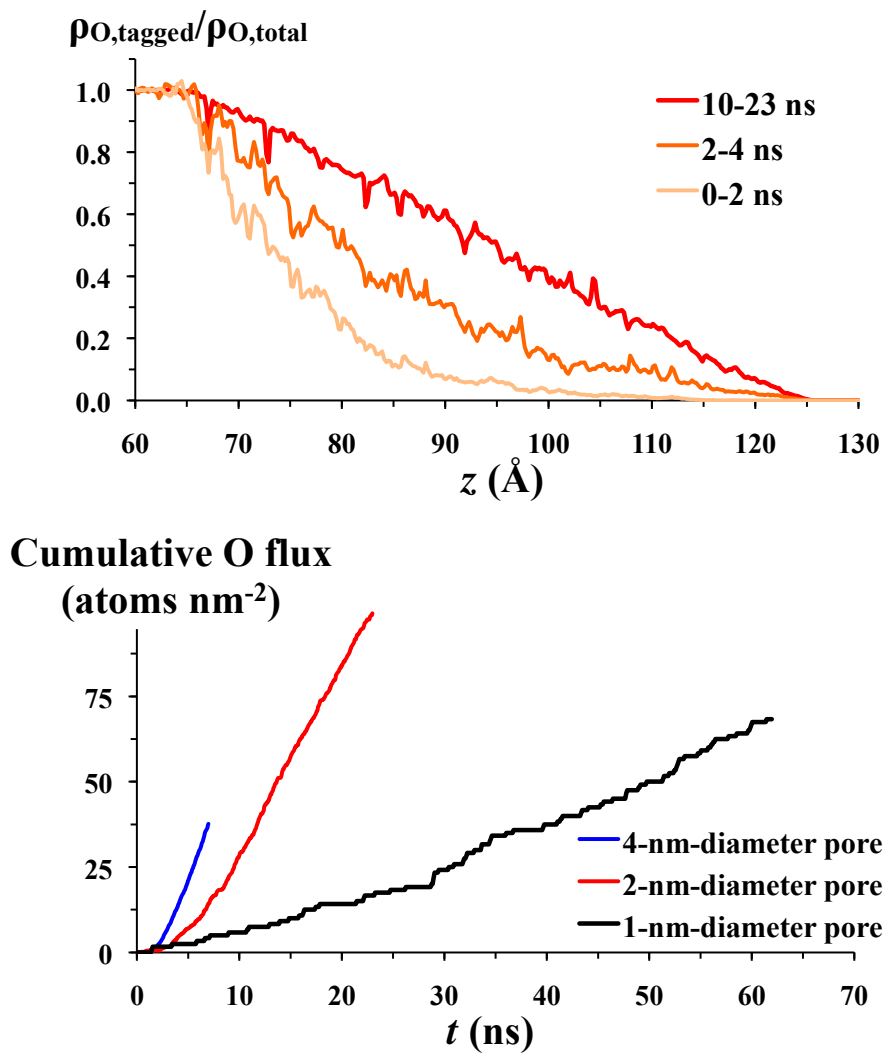 ρO,tagged/ρO,total
1.0
0.8
0.6
0.4
0.2
0.0
10-23 ns
2-4 ns
0-2 ns
60 70 80 90 100 110 120 130
z (Å)
Cumulative O flux
(atoms nm-2)
75
50
25
0
4-nm-diameter pore
2-nm-diameter pore
1-nm-diameter pore
0 10 20 30 40 50 60 70
t (ns)